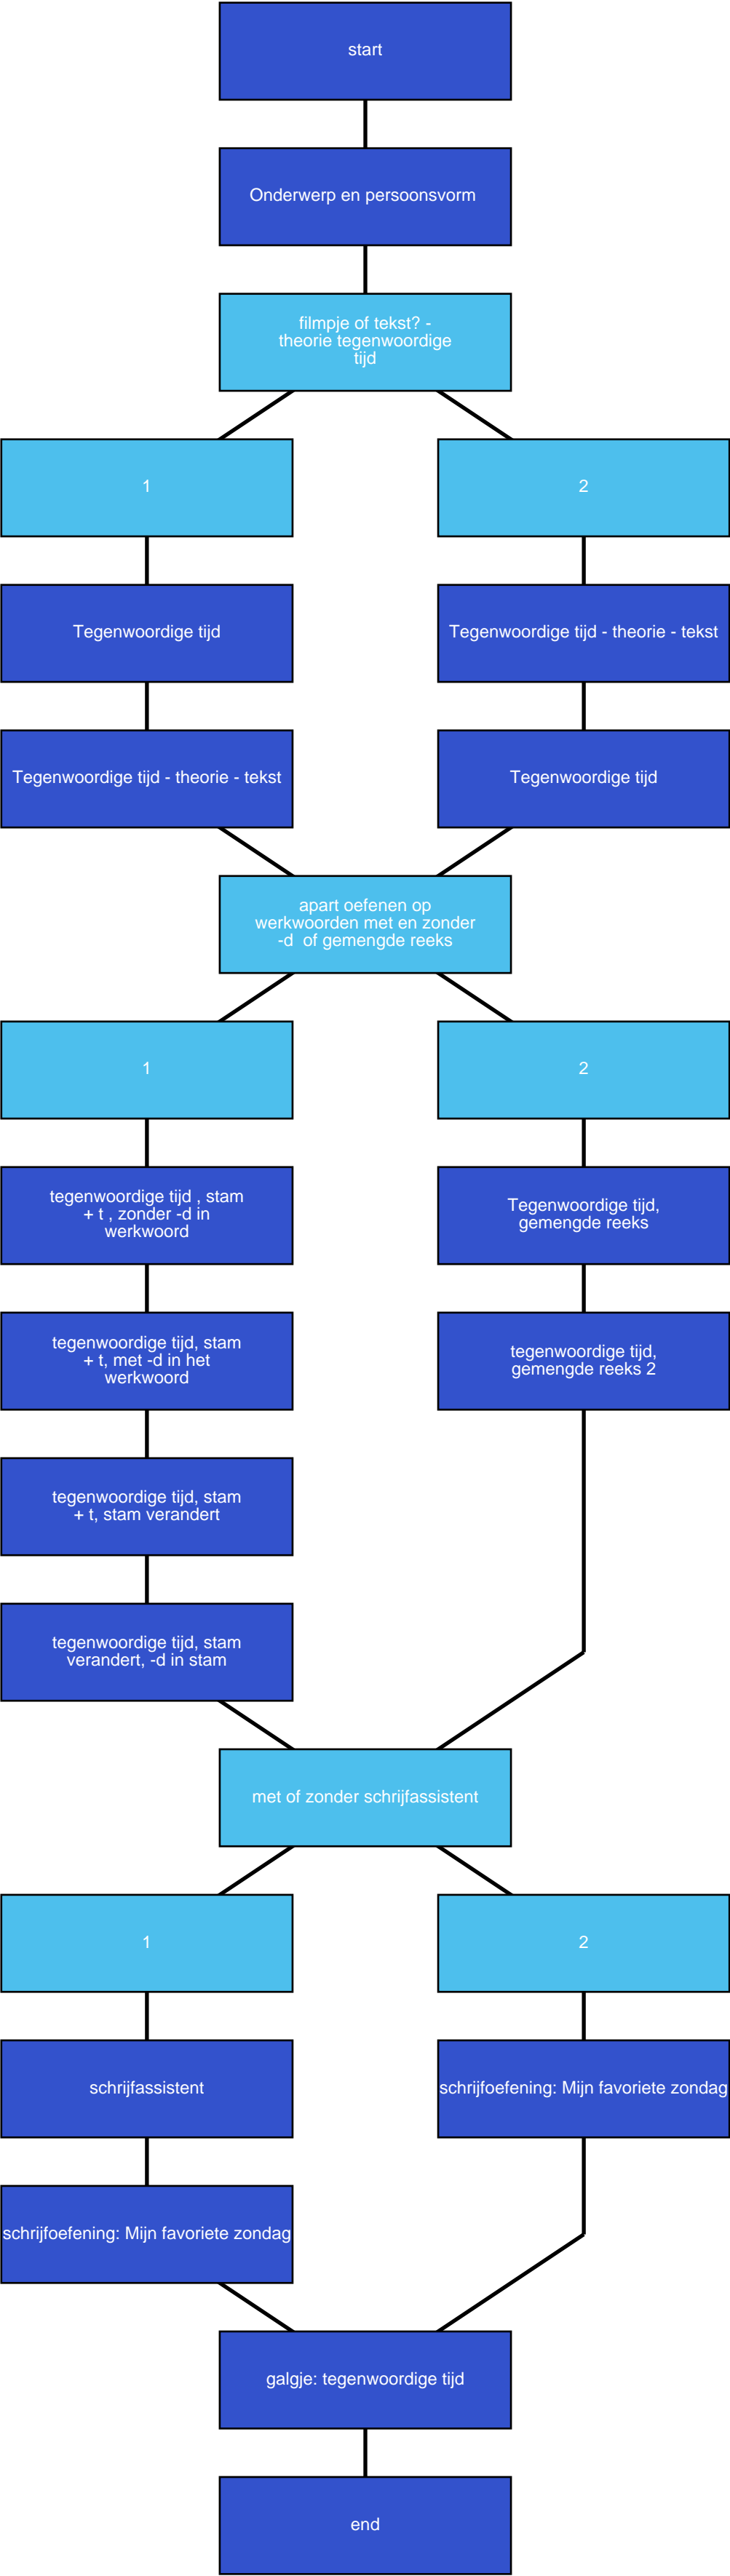 start
Onderwerp en persoonsvorm
filmpje of tekst? -
theorie tegenwoordige
tijd
1
2
Tegenwoordige tijd
Tegenwoordige tijd - theorie - tekst
Tegenwoordige tijd - theorie - tekst
Tegenwoordige tijd
apart oefenen op
werkwoorden met en zonder
-d  of gemengde reeks
1
2
tegenwoordige tijd , stam
+ t , zonder -d in
werkwoord
Tegenwoordige tijd,
gemengde reeks
tegenwoordige tijd, stam
+ t, met -d in het
werkwoord
tegenwoordige tijd,
gemengde reeks 2
tegenwoordige tijd, stam
+ t, stam verandert
tegenwoordige tijd, stam
verandert, -d in stam
met of zonder schrijfassistent
1
2
schrijfassistent
schrijfoefening: Mijn favoriete zondag
schrijfoefening: Mijn favoriete zondag
galgje: tegenwoordige tijd
end